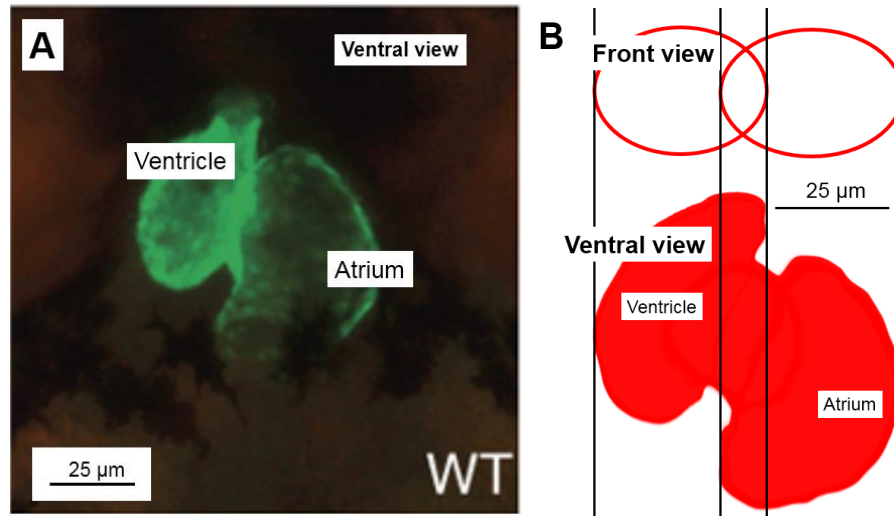 A
Ventral view
Ventricle
Atrium
25 µm
WT
B
Front view
25 µm
Ventral view
Ventricle
Atrium